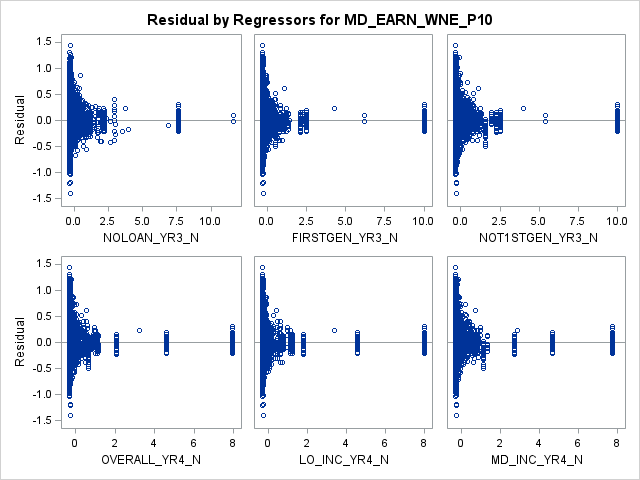 Residual by Regressors for MD_EARN_WNE_P10
1.5
1.0
0.5
0.0
-0.5
-1.0
-1.5
Residual
0.0 2.5 5.0 7.5 10.0
NOLOAN_YR3_N
0.0 2.5 5.0 7.5 10.0
FIRSTGEN_YR3_N
0.0 2.5 5.0 7.5 10.0
NOT1STGEN_YR3_N
1.5
1.0
0.5
0.0
-0.5
-1.0
-1.5
Residual
0 2 4 6 8
OVERALL_YR4_N
0 2 4 6 8
LO_INC_YR4_N
0 2 4 6 8
MD_INC_YR4_N